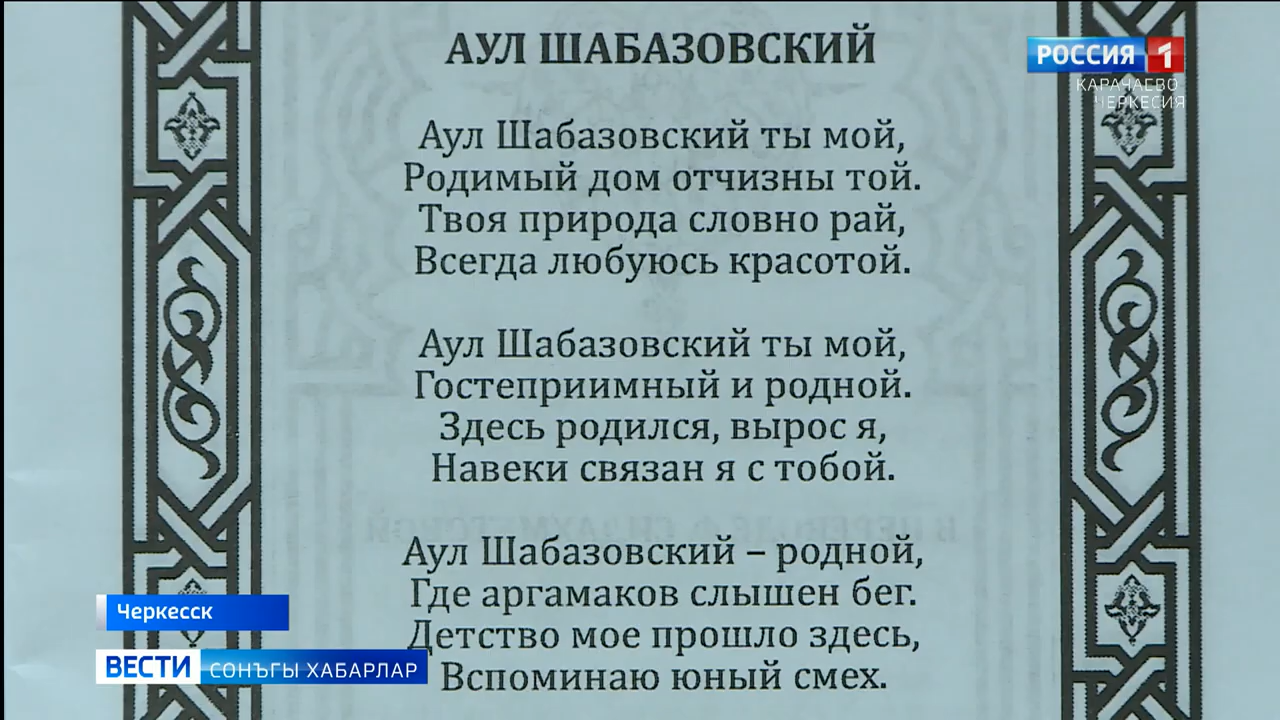 АУЛ ШАБАЗОВСКИЙ
РОССИЯ 1
КАРАЧАЕВО
ЧЕРКЕСИЯ
Аул Шабазовский ты мой,
Родимый дом отчизны той.
Твоя природа словно рай,
Всегда любуюсь красотой.
Аул Шабазовский ты мой,
Гостеприимный и родной.
Здесь родился, вырос я,
Навеки связан я с тобой.
Аул Шабазовский – родной,
Где аргамаков слышен бег.
Детство мое прошло здесь,
Вспоминаю юный смех.
Черкесск
ВЕСТИ СОНЪГЫ ХАБАРЛАР